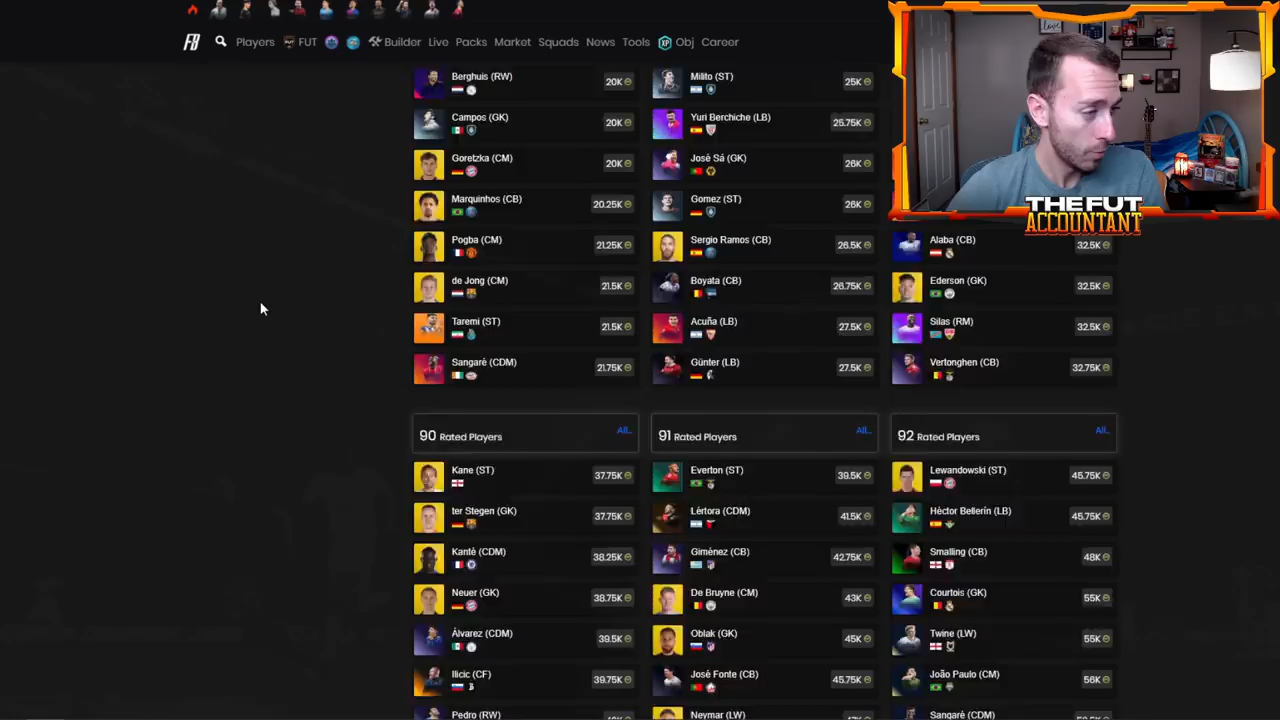 FB Players FUT Builder Live Packs Market Squads News Tools XP Obj Career
Berghuis (RW) 20K
Campos (GK) 20K
Goretzka (CM) 20K
Marquinhos (CB) 20.25K
Pogba (CM) 21.25K
de Jong (CM) 21.5K
Taremi (ST) 21.5K
Sangaré (CDM) 21.75K
Milito (ST) 25K
Yuri Berchiche (LB) 25.75K
José Sá (GK) 26K
Gomez (ST) 26K
Sergio Ramos (CB) 26.5K
Boyata (CB) 26.75K
Acuña (LB) 27.5K
Günter (LB) 27.5K
THE FUT
ACCOUNTANT
Alaba (CB) 32.5K
Ederson (GK) 32.5K
Silas (RM) 32.5K
Vertonghen (CB) 32.75K
90 Rated Players All..
Kane (ST) 37.75K
ter Stegen (GK) 37.75K
Kanté (CDM) 38.25K
Neuer (GK) 38.75K
Álvarez (CDM) 39.5K
Ilicic (CF) 39.75K
Pedro (RW)
91 Rated Players All..
Everton (ST) 39.5K
Lértora (CDM) 41.5K
Giménez (CB) 42.75K
De Bruyne (CM) 43K
Oblak (GK) 45K
José Fonte (CB) 45.75K
Neymar (LW)
92 Rated Players All..
Lewandowski (ST) 45.75K
Héctor Bellerín (LB) 45.75K
Smalling (CB) 48K
Courtois (GK) 55K
Twine (LW) 55K
João Paulo (CM) 56K
Sangaré (CDM)